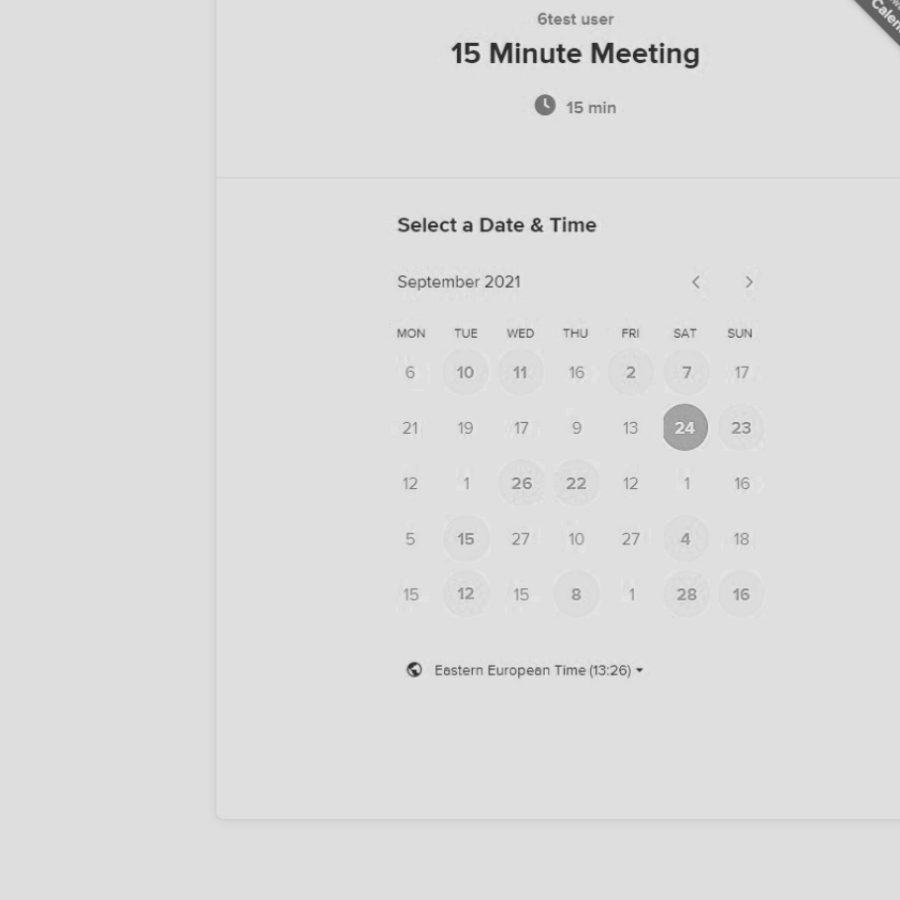 6test user
15 Minute Meeting
15 min
Select a Date & Time
September 2021
MON TUE WED THU FRI SAT SUN
6 10 11 16 2 7 17
21 19 17 9 13 24 23
12 1 26 22 12 1 16
5 15 27 10 27 4 18
15 12 15 8 1 28 16
Eastern European Time (13:26)